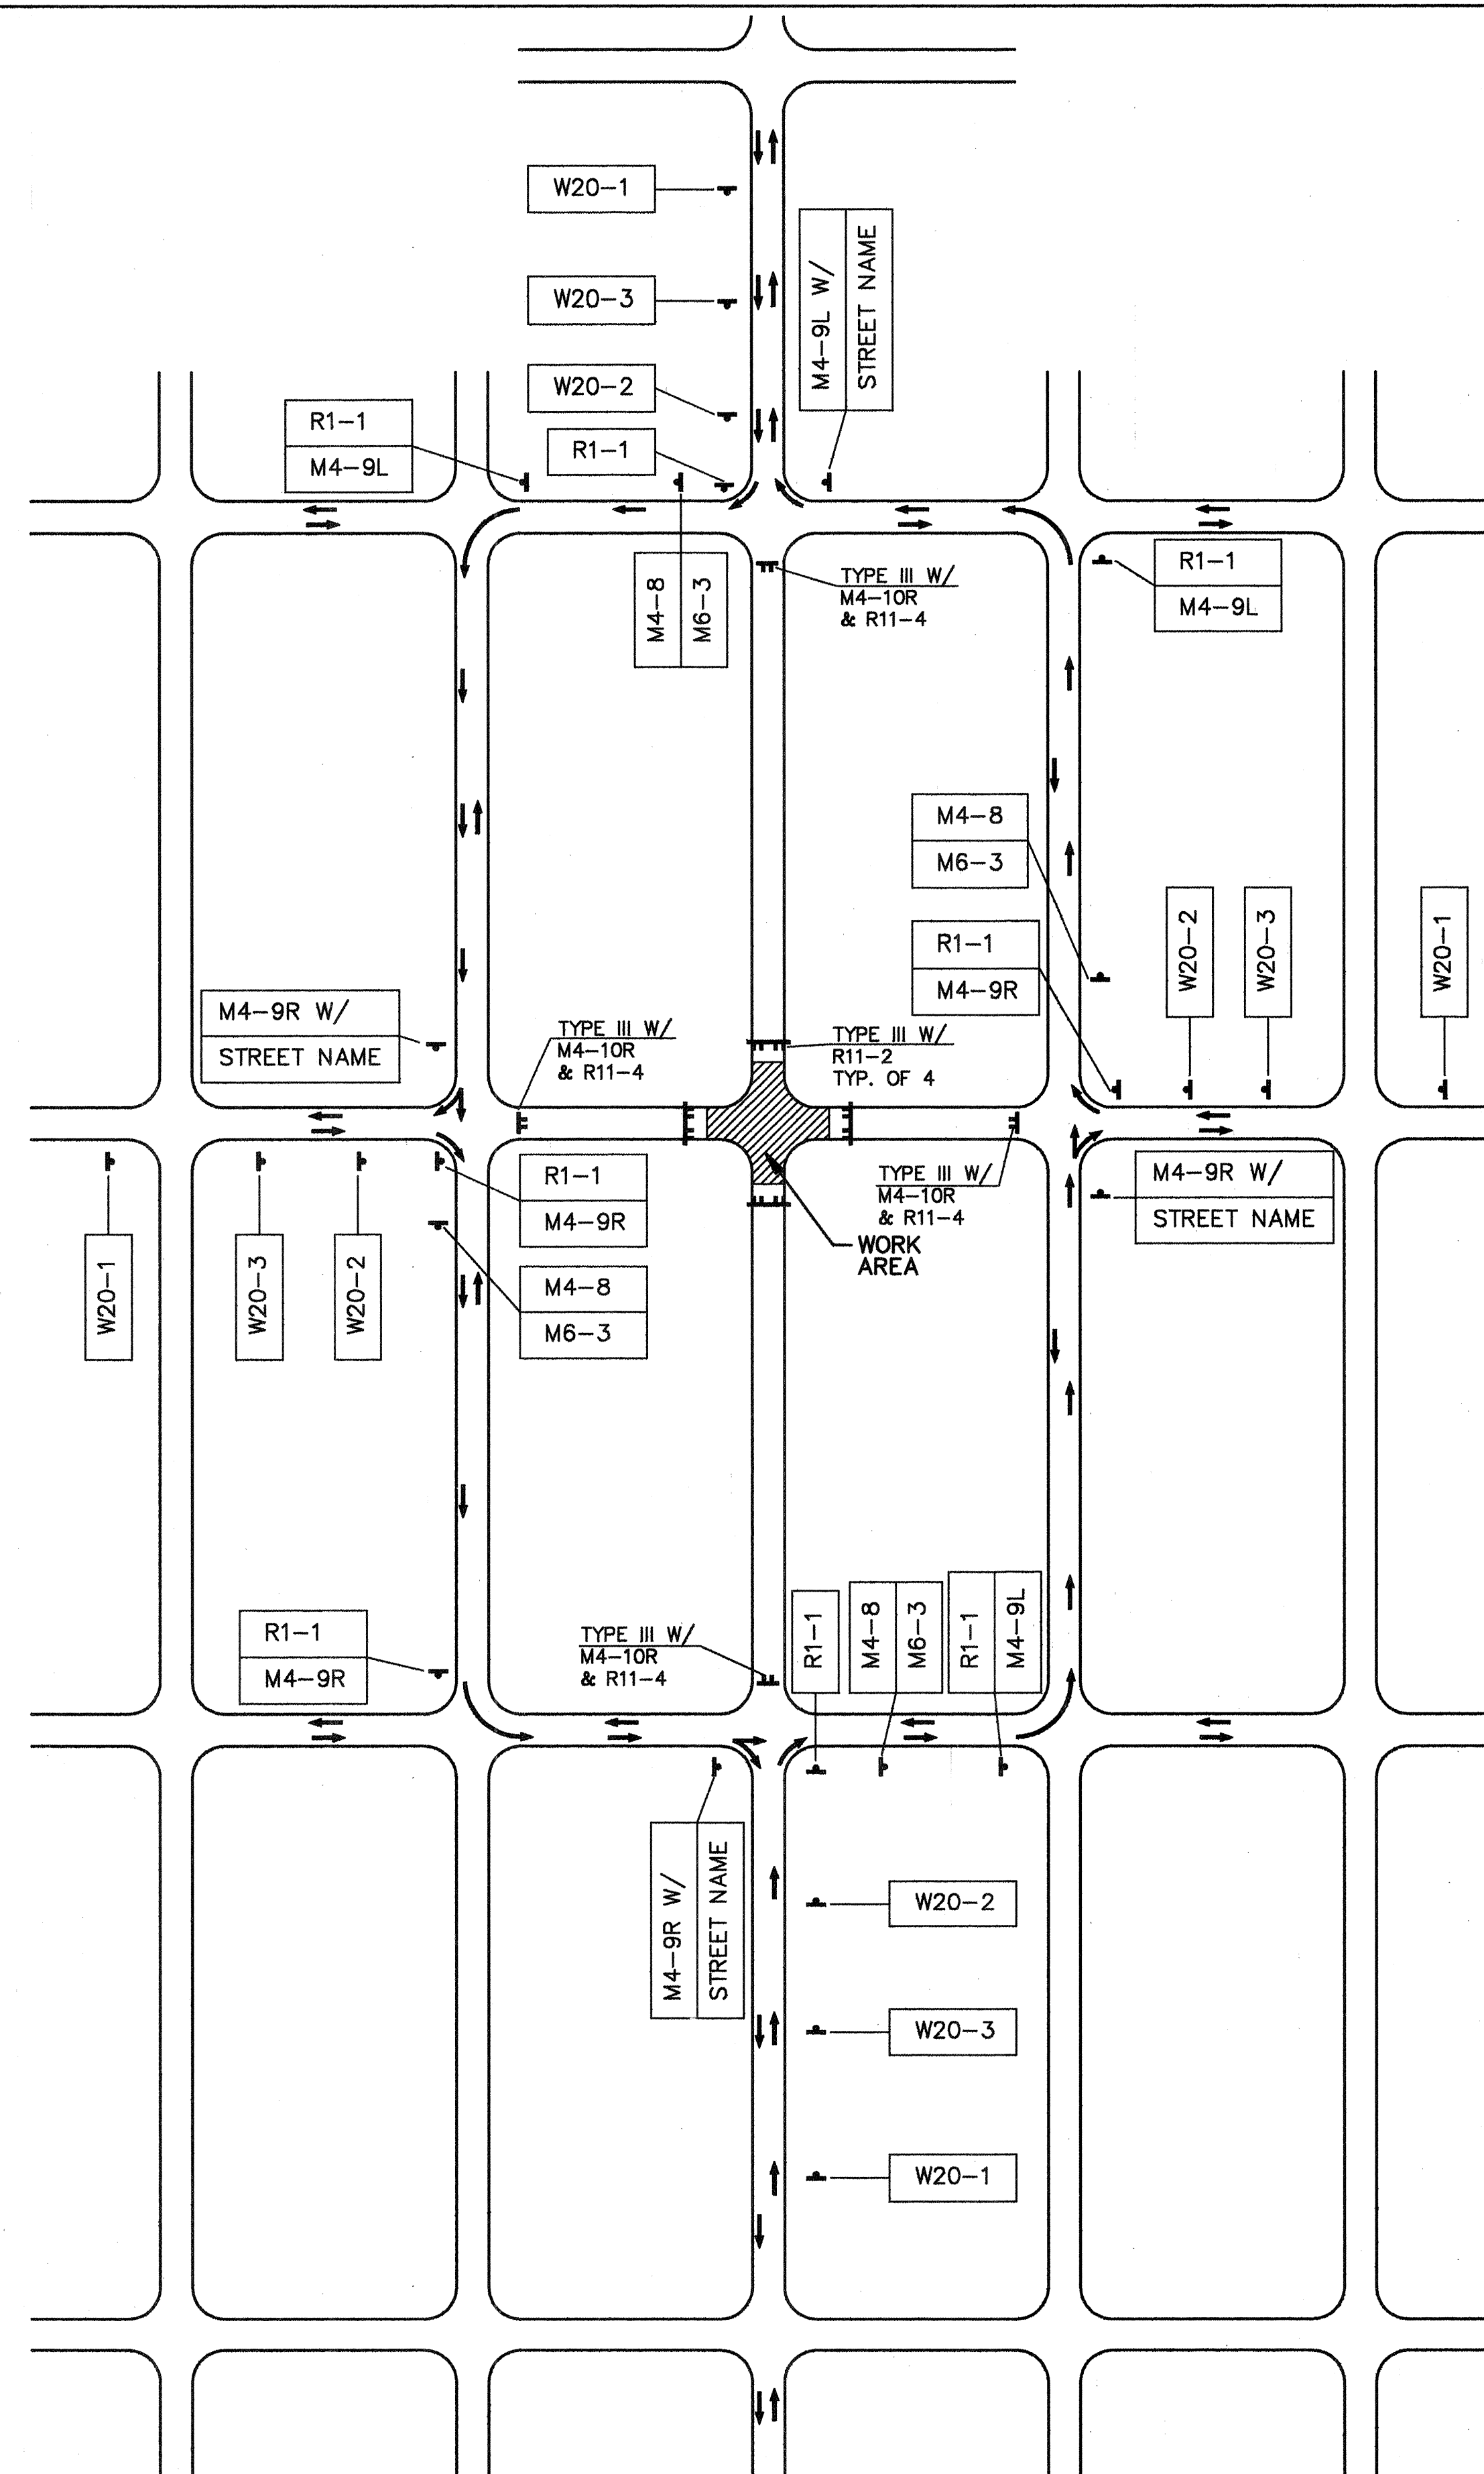 W20-1
M4-9L W/
STREET NAME
W20-3
W20-2
R1-1
M4-9L
R1-1
M4-8
M6-3
TYPE III W/
M4-10R
& R11-4
R1-1
M4-9L
M4-8
M6-3
R1-1
M4-9R
W20-2
W20-3
W20-1
M4-9R W/
STREET NAME
TYPE III W/
M4-10R
& R11-4
TYPE III W/
R11-2
TYP. OF 4
R1-1
M4-9R
TYPE III W/
M4-10R
& R11-4
M4-9R W/
STREET NAME
WORK
AREA
W20-1
W20-3
W20-2
M4-8
M6-3
R1-1
M4-9R
TYPE III W/
M4-10R
& R11-4
R1-1
M4-8
M6-3
R1-1
M4-9L
M4-9R W/
STREET NAME
W20-2
W20-3
W20-1